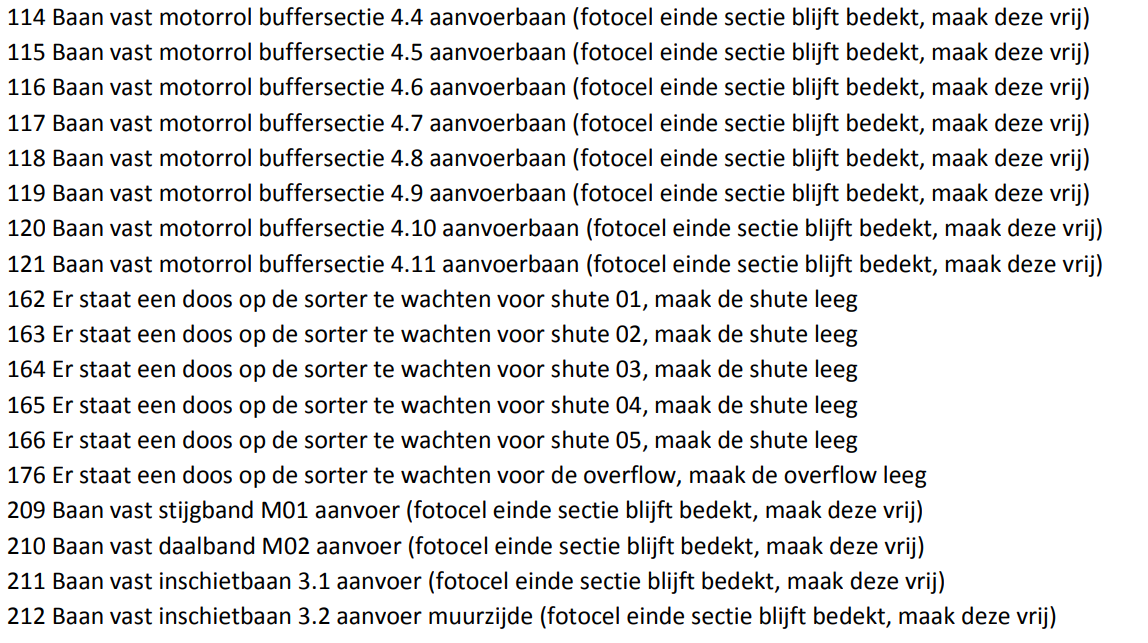 114 Baan vast motorrol buffersectie 4.4 aanvoerbaan (fotocel einde sectie blijft bedekt, maak deze vrij)
115 Baan vast motorrol buffersectie 4.5 aanvoerbaan (fotocel einde sectie blijft bedekt, maak deze vrij)
116 Baan vast motorrol buffersectie 4.6 aanvoerbaan (fotocel einde sectie blijft bedekt, maak deze vrij)
117 Baan vast motorrol buffersectie 4.7 aanvoerbaan (fotocel einde sectie blijft bedekt, maak deze vrij)
118 Baan vast motorrol buffersectie 4.8 aanvoerbaan (fotocel einde sectie blijft bedekt, maak deze vrij)
119 Baan vast motorrol buffersectie 4.9 aanvoerbaan (fotocel einde sectie blijft bedekt, maak deze vrij)
120 Baan vast motorrol buffersectie 4.10 aanvoerbaan (fotocel einde sectie blijft bedekt, maak deze vrij)
121 Baan vast motorrol buffersectie 4.11 aanvoerbaan (fotocel einde sectie blijft bedekt, maak deze vrij)
162 Er staat een doos op de sorter te wachten voor shute 01, maak de shute leeg
163 Er staat een doos op de sorter te wachten voor shute 02, maak de shute leeg
164 Er staat een doos op de sorter te wachten voor shute 03, maak de shute leeg
165 Er staat een doos op de sorter te wachten voor shute 04, maak de shute leeg
166 Er staat een doos op de sorter te wachten voor shute 05, maak de shute leeg
176 Er staat een doos op de sorter te wachten voor de overflow, maak de overflow leeg
209 Baan vast stijgband M01 aanvoer (fotocel einde sectie blijft bedekt, maak deze vrij)
210 Baan vast daalband M02 aanvoer (fotocel einde sectie blijft bedekt, maak deze vrij)
211 Baan vast inschietbaan 3.1 aanvoer (fotocel einde sectie blijft bedekt, maak deze vrij)
212 Baan vast inschietbaan 3.2 aanvoer muurzijde (fotocel einde sectie blijft bedekt, maak deze vrij)